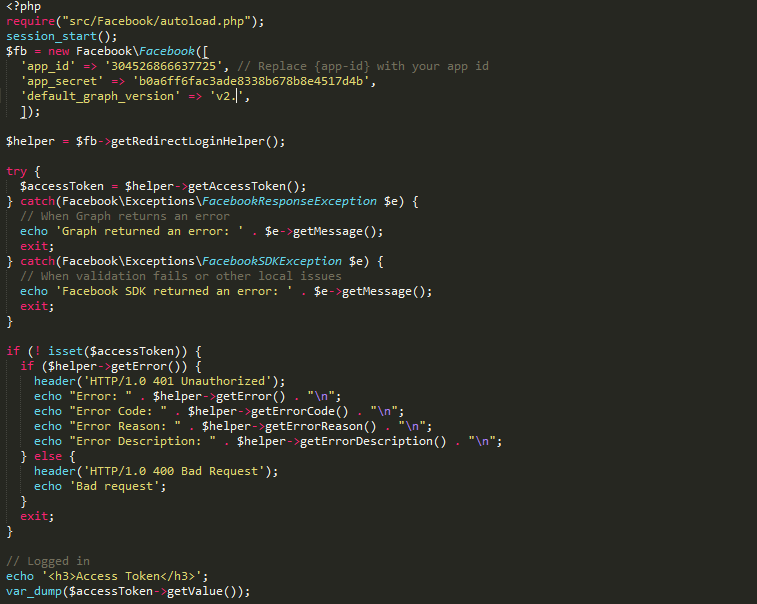 <?php
require("src/Facebook/autoload.php");
session_start();
$fb = new Facebook\Facebook([
  'app_id' => '304526866637725', // Replace {app-id} with your app id
  'app_secret' => 'b0a6ff6fac3ade8338b678b8e4517d4b',
  'default_graph_version' => 'v2.',
  ]);

$helper = $fb->getRedirectLoginHelper();

try {
  $accessToken = $helper->getAccessToken();
} catch(Facebook\Exceptions\FacebookResponseException $e) {
  // When Graph returns an error
  echo 'Graph returned an error: ' . $e->getMessage();
  exit;
} catch(Facebook\Exceptions\FacebookSDKException $e) {
  // When validation fails or other local issues
  echo 'Facebook SDK returned an error: ' . $e->getMessage();
  exit;
}

if (! isset($accessToken)) {
  if ($helper->getError()) {
    header('HTTP/1.0 401 Unauthorized');
    echo "Error: " . $helper->getError() . "\n";
    echo "Error Code: " . $helper->getErrorCode() . "\n";
    echo "Error Reason: " . $helper->getErrorReason() . "\n";
    echo "Error Description: " . $helper->getErrorDescription() . "\n";
  } else {
    header('HTTP/1.0 400 Bad Request');
    echo 'Bad request';
  }
  exit;
}

// Logged in
echo '<h3>Access Token</h3>';
var_dump($accessToken->getValue());